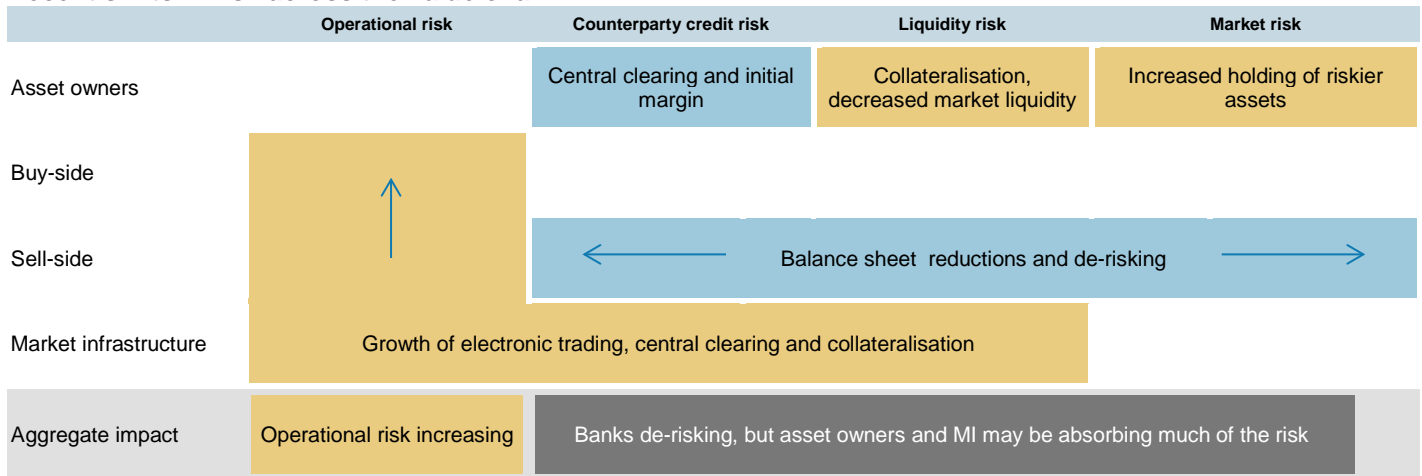 Operational risk Counterparty credit risk Liquidity risk Market risk
Asset owners
Central clearing and initial
margin
Collateralisation,
decreased market liquidity
Increased holding of riskier
assets
Buy-side
Sell-side
Balance sheet reductions and de-risking
Market infrastructure
Growth of electronic trading, central clearing and collateralisation
Aggregate impact
Operational risk increasing
Banks de-risking, but asset owners and MI may be absorbing much of the risk